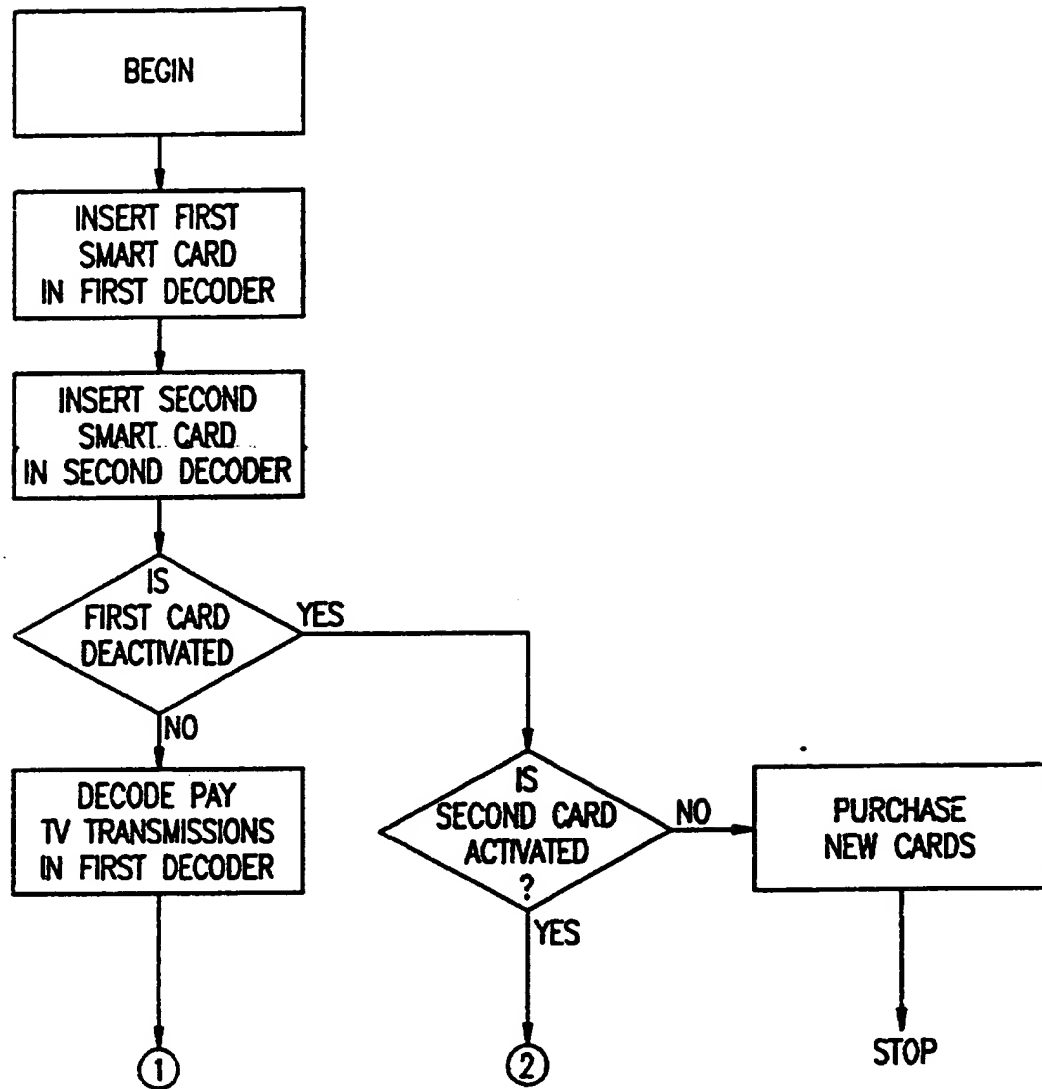 BEGIN
INSERT FIRST
SMART CARD
IN FIRST DECODER
INSERT SECOND
SMART CARD
IN SECOND DECODER
IS
FIRST CARD
DEACTIVATED
YES
NO
DECODE PAY
TV TRANSMISSIONS
IN FIRST DECODER
1
IS
SECOND CARD
ACTIVATED
?
NO
YES
2
PURCHASE
NEW CARDS
STOP